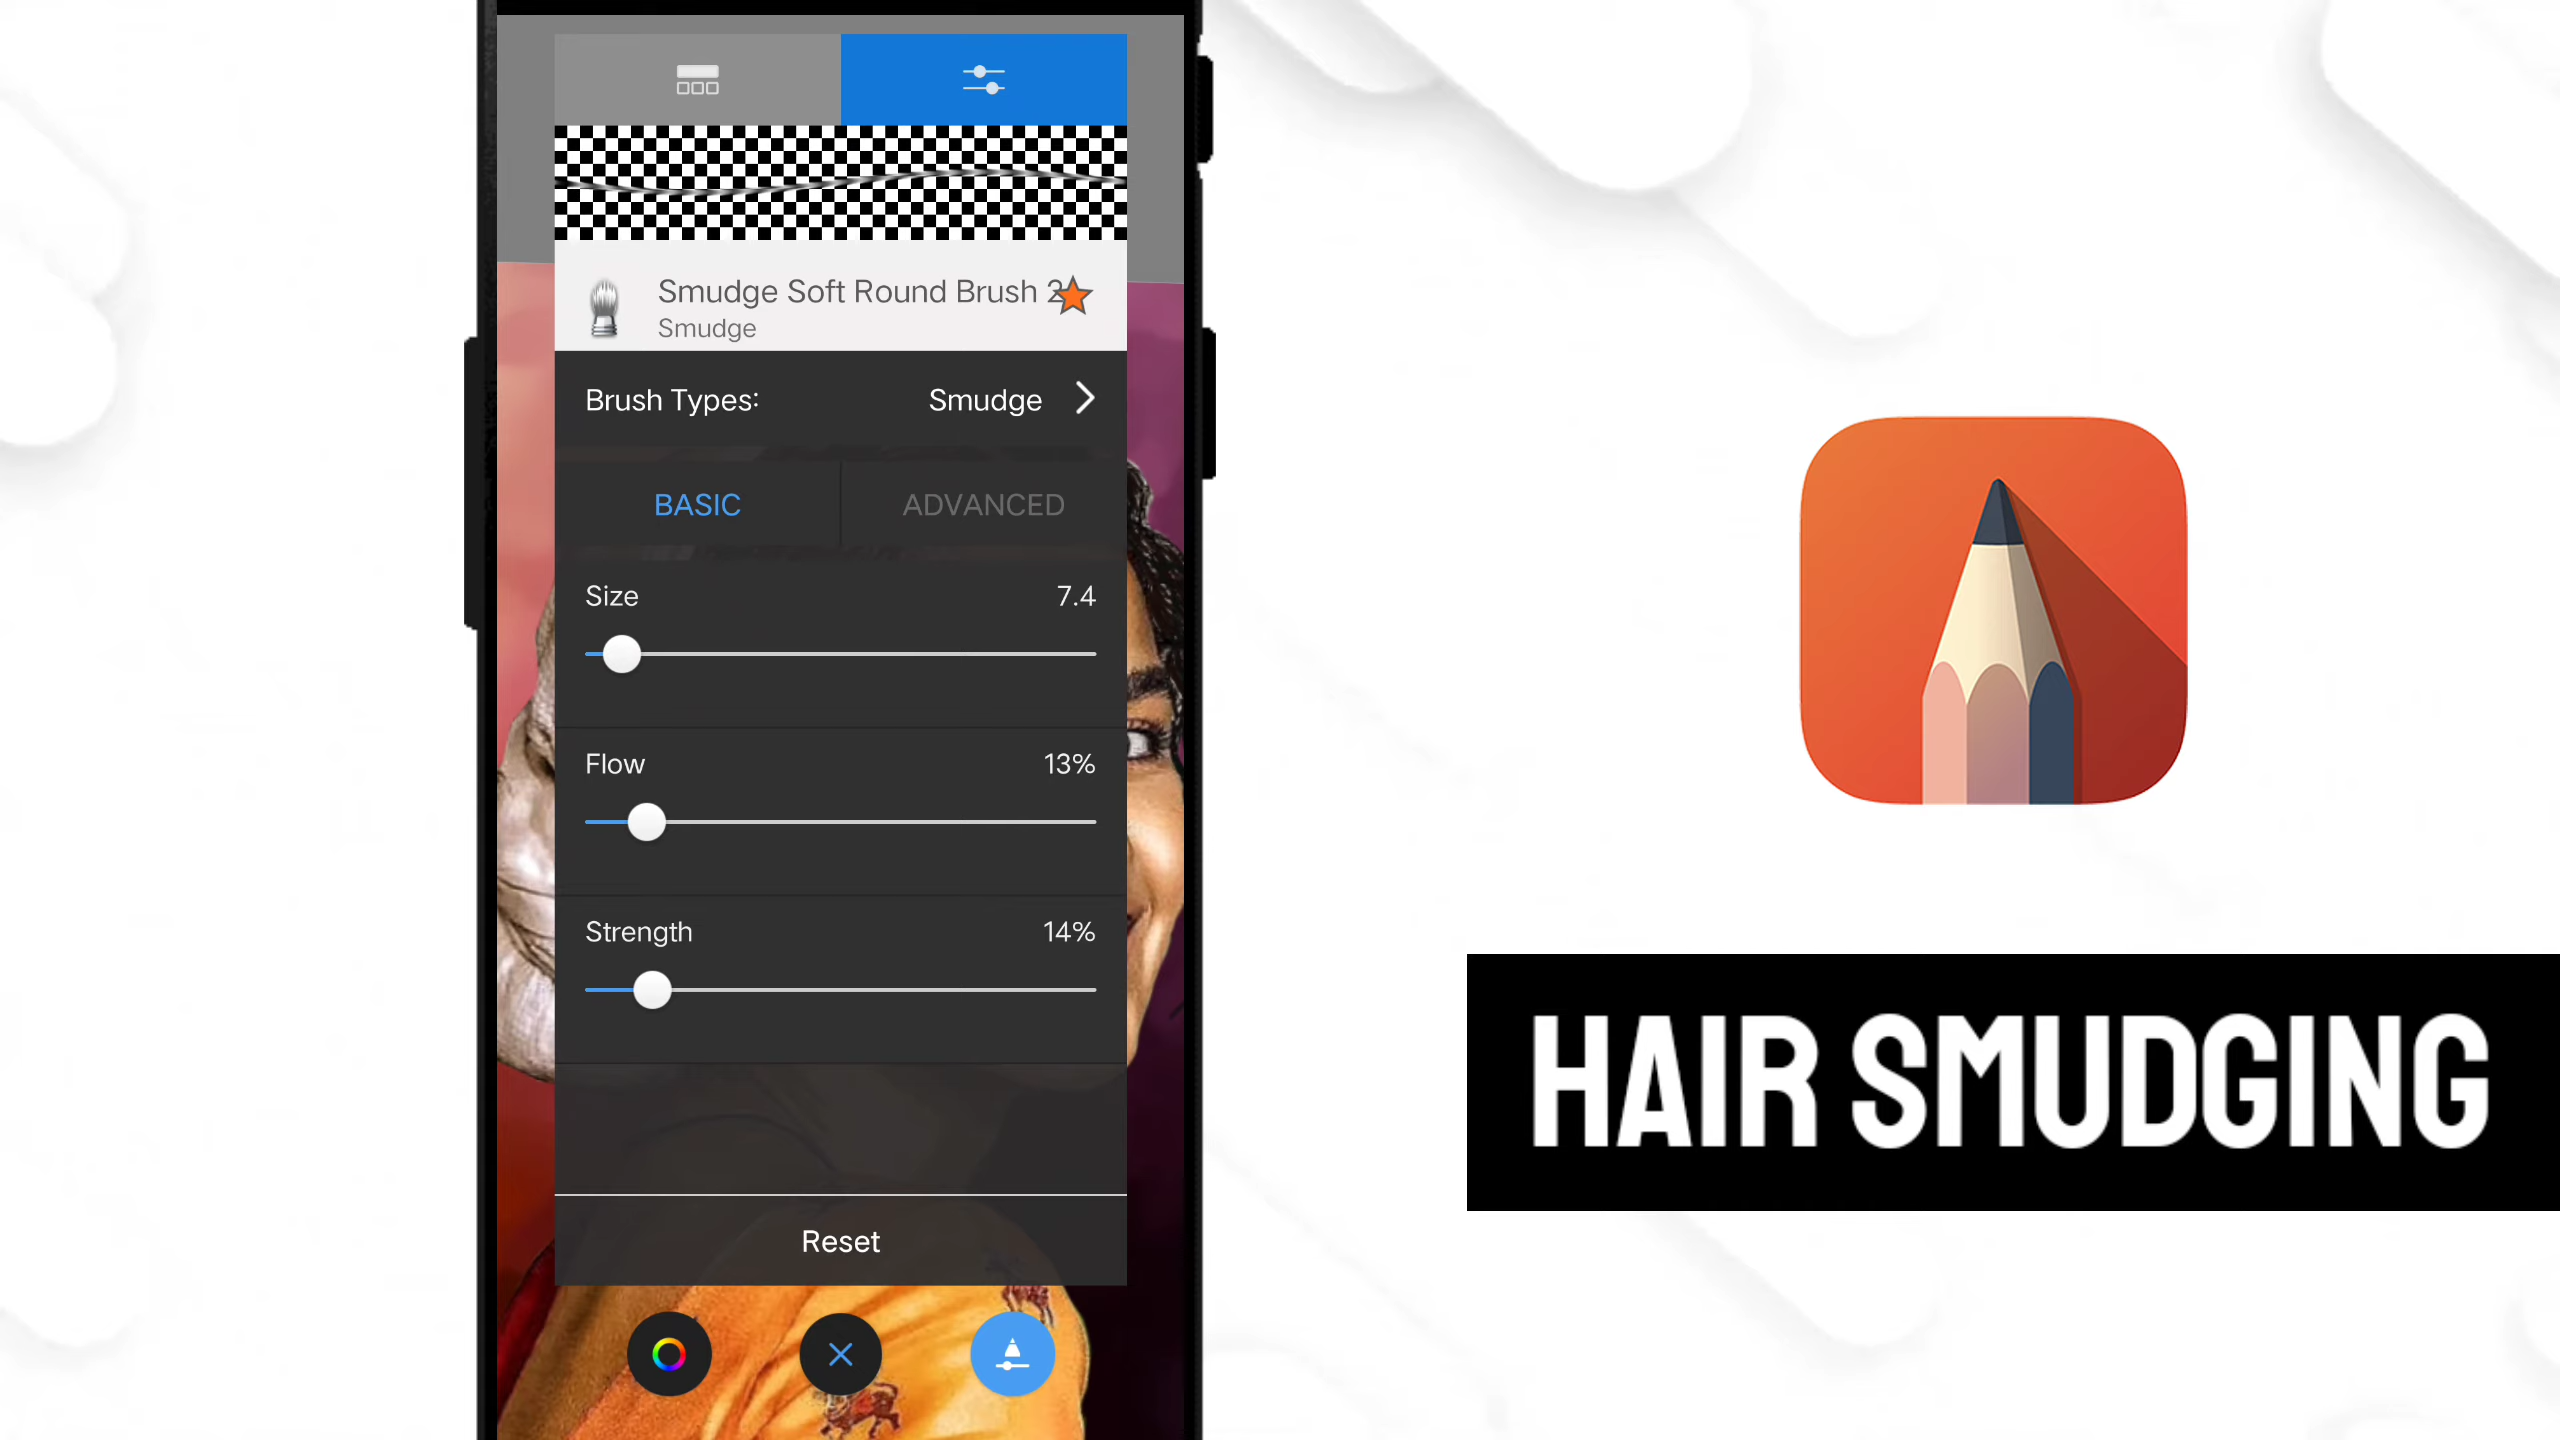 Smudge Soft Round Brush 2
Smudge
Brush Types: Smudge
BASIC ADVANCED
Size 7.4
Flow 13%
Strength 14%
Reset
HAIR SMUDGING